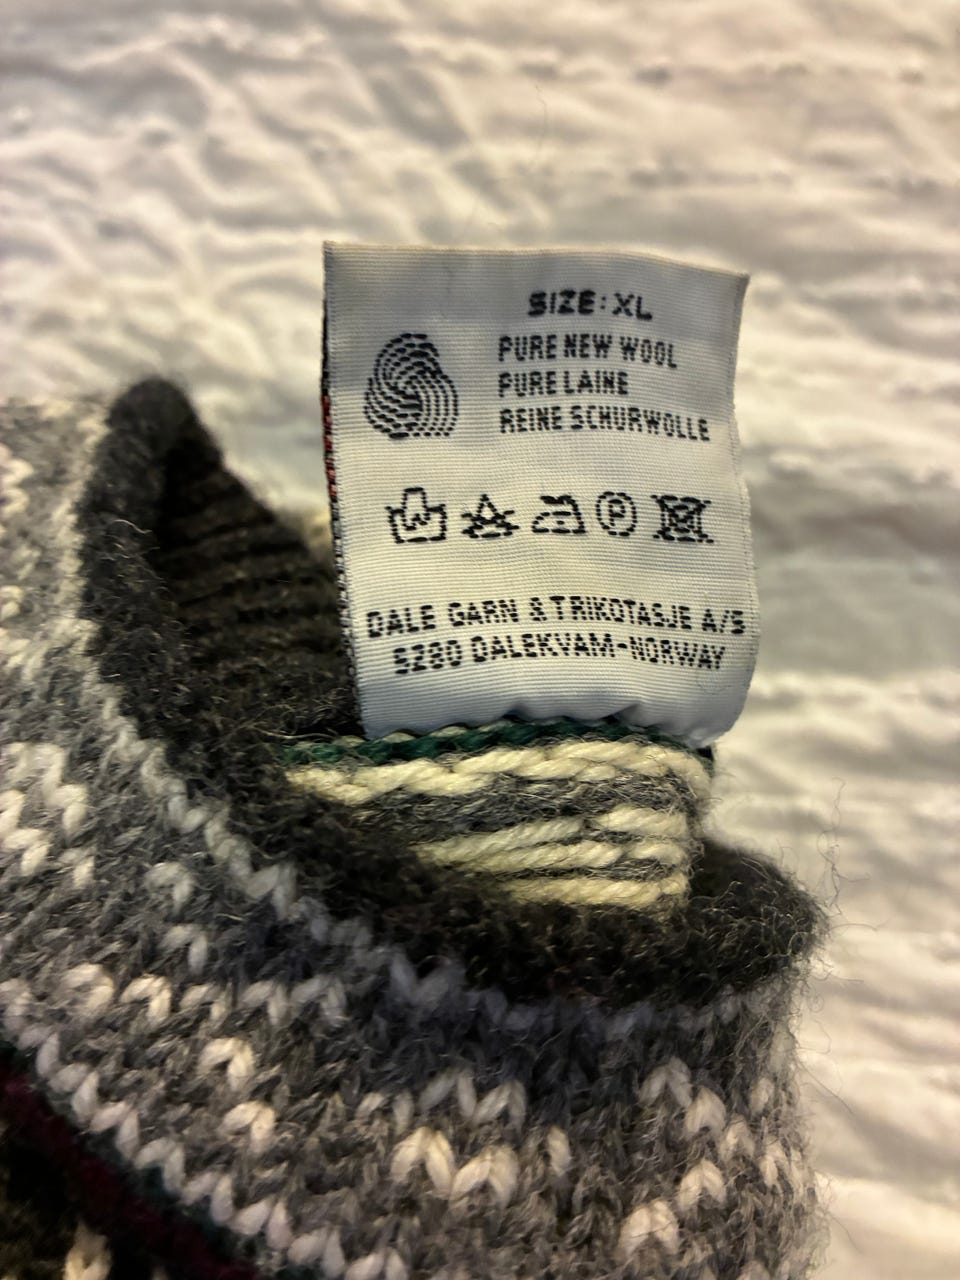 SIZE: XL
PURE NEW WOOL
PURE LAINE
REINE SCHURWOLLE
P
DALE GARN & TRIKOTASJE A/S
5280 DALEKVAM-NORWAY